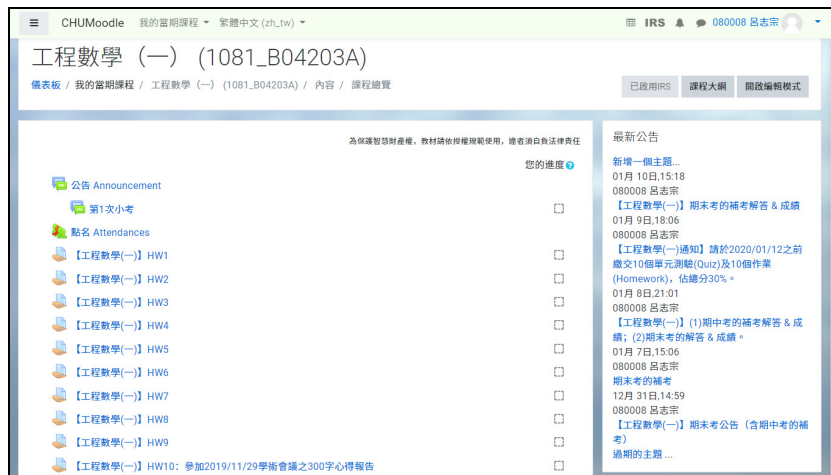 CHUMoodle 我的當期課程 繁體中文 (zh_tw) IRS 080008 呂志宗
工程數學（一） (1081_B04203A)
儀表板 / 我的當期課程 / 工程數學（一） (1081_B04203A) / 內容 / 課程總覽
已啟用IRS 課程大綱 開啟編輯模式
為保護智慧財產權，教材請依授權規範使用，違者須自負法律責任
您的進度
公告 Announcement
第1次小考
點名 Attendances
【工程數學(一)】HW1
【工程數學(一)】HW2
【工程數學(一)】HW3
【工程數學(一)】HW4
【工程數學(一)】HW5
【工程數學(一)】HW6
【工程數學(一)】HW7
【工程數學(一)】HW8
【工程數學(一)】HW9
【工程數學(一)】HW10：參加2019/11/29學術會議之300字心得報告
最新公告
新增一個主題...
01月 10日,15:18
080008 呂志宗
【工程數學(一)】期末考的補考解答 & 成績
01月 9日,18:06
080008 呂志宗
【工程數學(一)通知】請於2020/01/12之前
繳交10個單元測驗(Quiz)及10個作業
(Homework)，佔總分30%。
01月 8日,21:01
080008 呂志宗
【工程數學(一)】(1)期中考的補考解答 & 成
績；(2)期末考的解答 & 成績。
01月 7日,15:06
080008 呂志宗
期末考的補考
12月 31日,14:59
080008 呂志宗
【工程數學(一)】期末考公告（含期中考的補
考）
過期的主題 ...